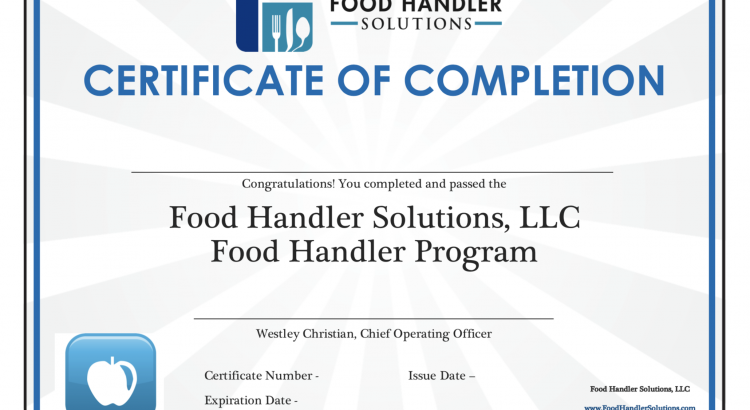 FOOD HANDLER
SOLUTIONS
CERTIFICATE OF COMPLETION
Congratulations! You completed and passed the
Food Handler Solutions, LLC
Food Handler Program
Westley Christian, Chief Operating Officer
Certificate Number -
Issue Date –
Expiration Date -
Food Handler Solutions, LLC
www.FoodHandlerSolutions.com